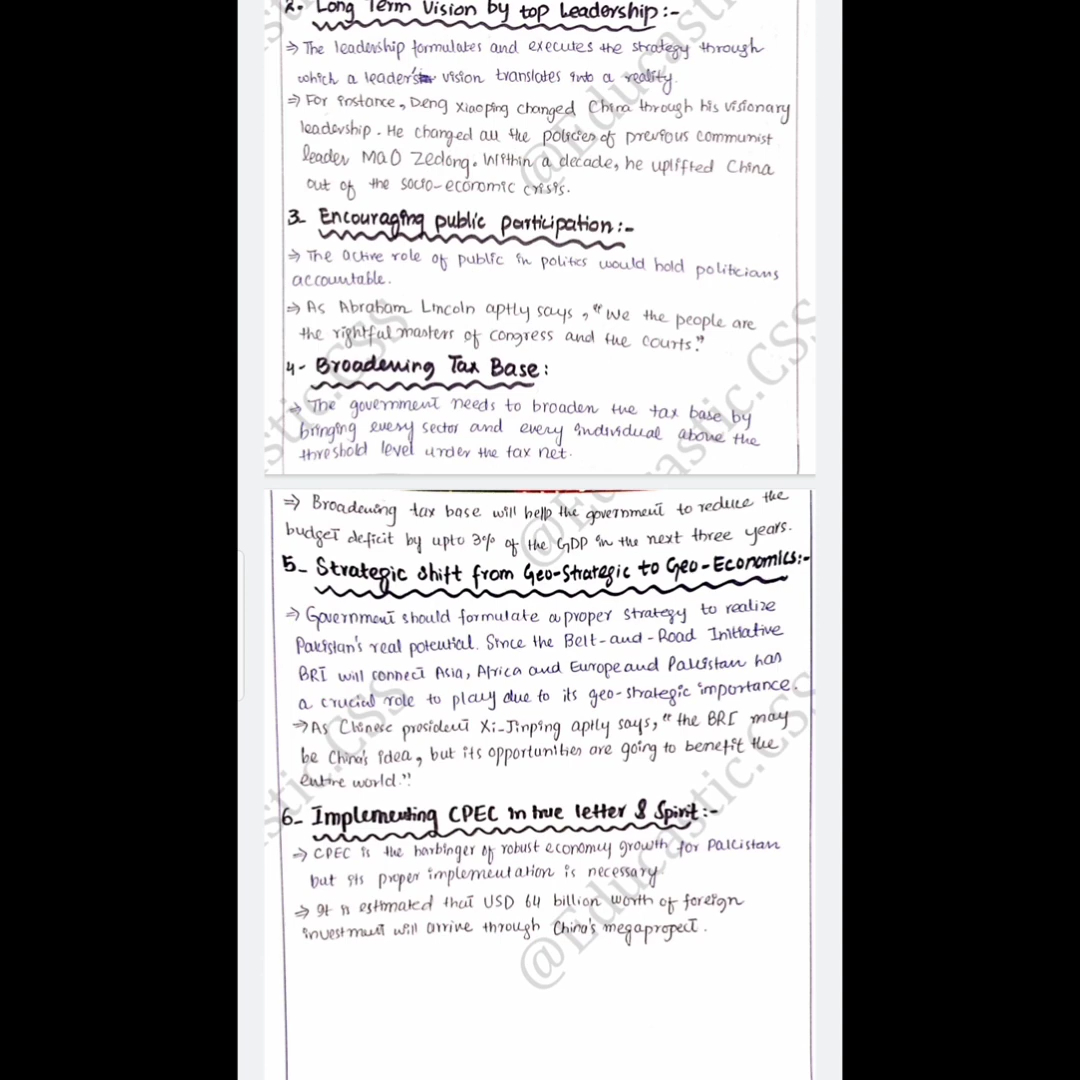 2. Long Term Vision by top Leadership:-
⇒ The leadership formulates and executes the strategy through
which a leader's vision translates into a reality.
⇒ For instance, Deng Xiaoping changed China through his visionary
leadership. He changed all the policies of previous communist
leader Mao Zedong. Within a decade, he uplifted China
out of the socio-economic crisis.
3- Encouraging public participation:-
⇒ The active role of public in politics would hold politicians
accountable.
⇒ As Abraham Lincoln aptly says, "We the people are
the rightful masters of congress and the courts."
4- Broadening Tax Base:
⇒ The government needs to broaden the tax base by
bringing every sector and every individual above the
threshold level under the tax net.
⇒ Broadening tax base will help the government to reduce the
budget deficit by upto 3% of the GDP in the next three years.
5- Strategic shift from Geo-Strategic to Geo-Economics:-
⇒ Government should formulate a proper strategy to realize
Pakistan's real potential. Since the Belt-and-Road Initiative
BRI will connect Asia, Africa and Europe and Pakistan has
a crucial role to play due to its geo-strategic importance.
⇒ As Chinese president Xi-Jinping aptly says, "the BRI may
be China's idea, but its opportunities are going to benefit the
entire world."
6- Implementing CPEC in true letter & Spirit:-
⇒ CPEC is the harbinger of robust economy growth for Pakistan
but its proper implementation is necessary.
⇒ It is estimated that USD 64 billion worth of foreign
investment will arrive through China's megaproject.
@Educastic.CSS
@Educastic.CSS
@Educastic.CSS